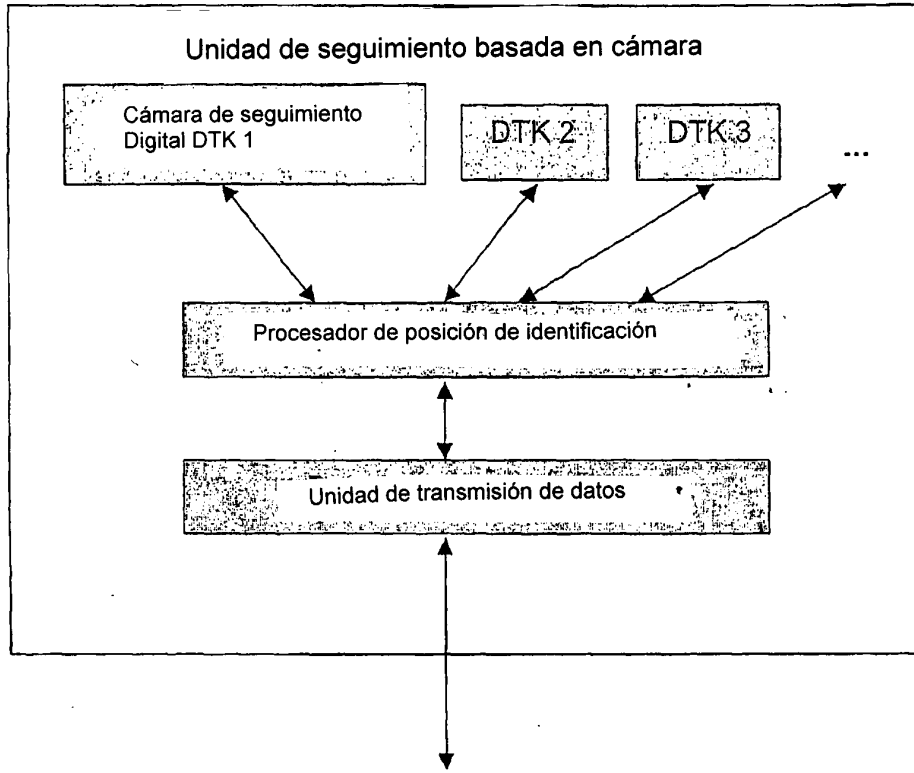 Unidad de seguimiento basada en cámara
Cámara de seguimiento
Digital DTK 1
DTK 2
DTK 3
...
Procesador de posición de identificación
Unidad de transmisión de datos